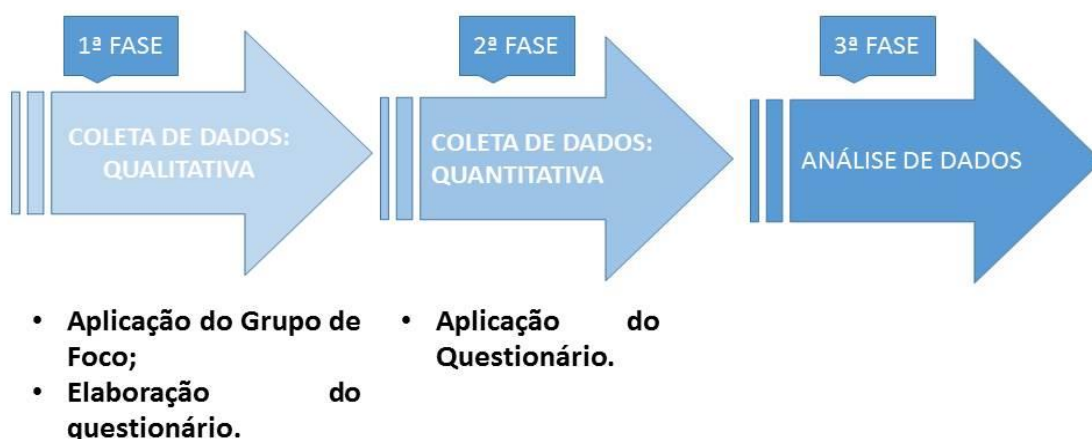 1ª FASE
COLETA DE DADOS:
QUALITATIVA
• Aplicação do Grupo de
Foco;
• Elaboração do
questionário.
2ª FASE
COLETA DE DADOS:
QUANTITATIVA
• Aplicação do
Questionário.
3ª FASE
ANÁLISE DE DADOS